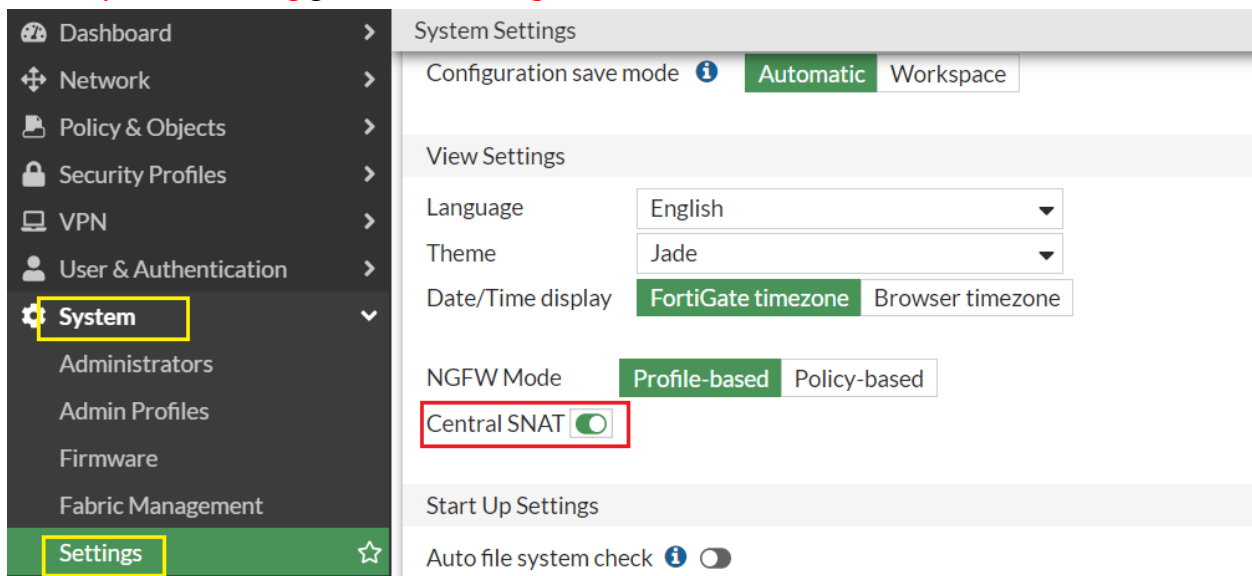 Dashboard
Network
Policy & Objects
Security Profiles
VPN
User & Authentication
System
Administrators
Admin Profiles
Firmware
Fabric Management
Settings
System Settings
Configuration save mode Automatic Workspace
View Settings
Language English
Theme Jade
Date/Time display FortiGate timezone Browser timezone
NGFW Mode Profile-based Policy-based
Central SNAT
Start Up Settings
Auto file system check